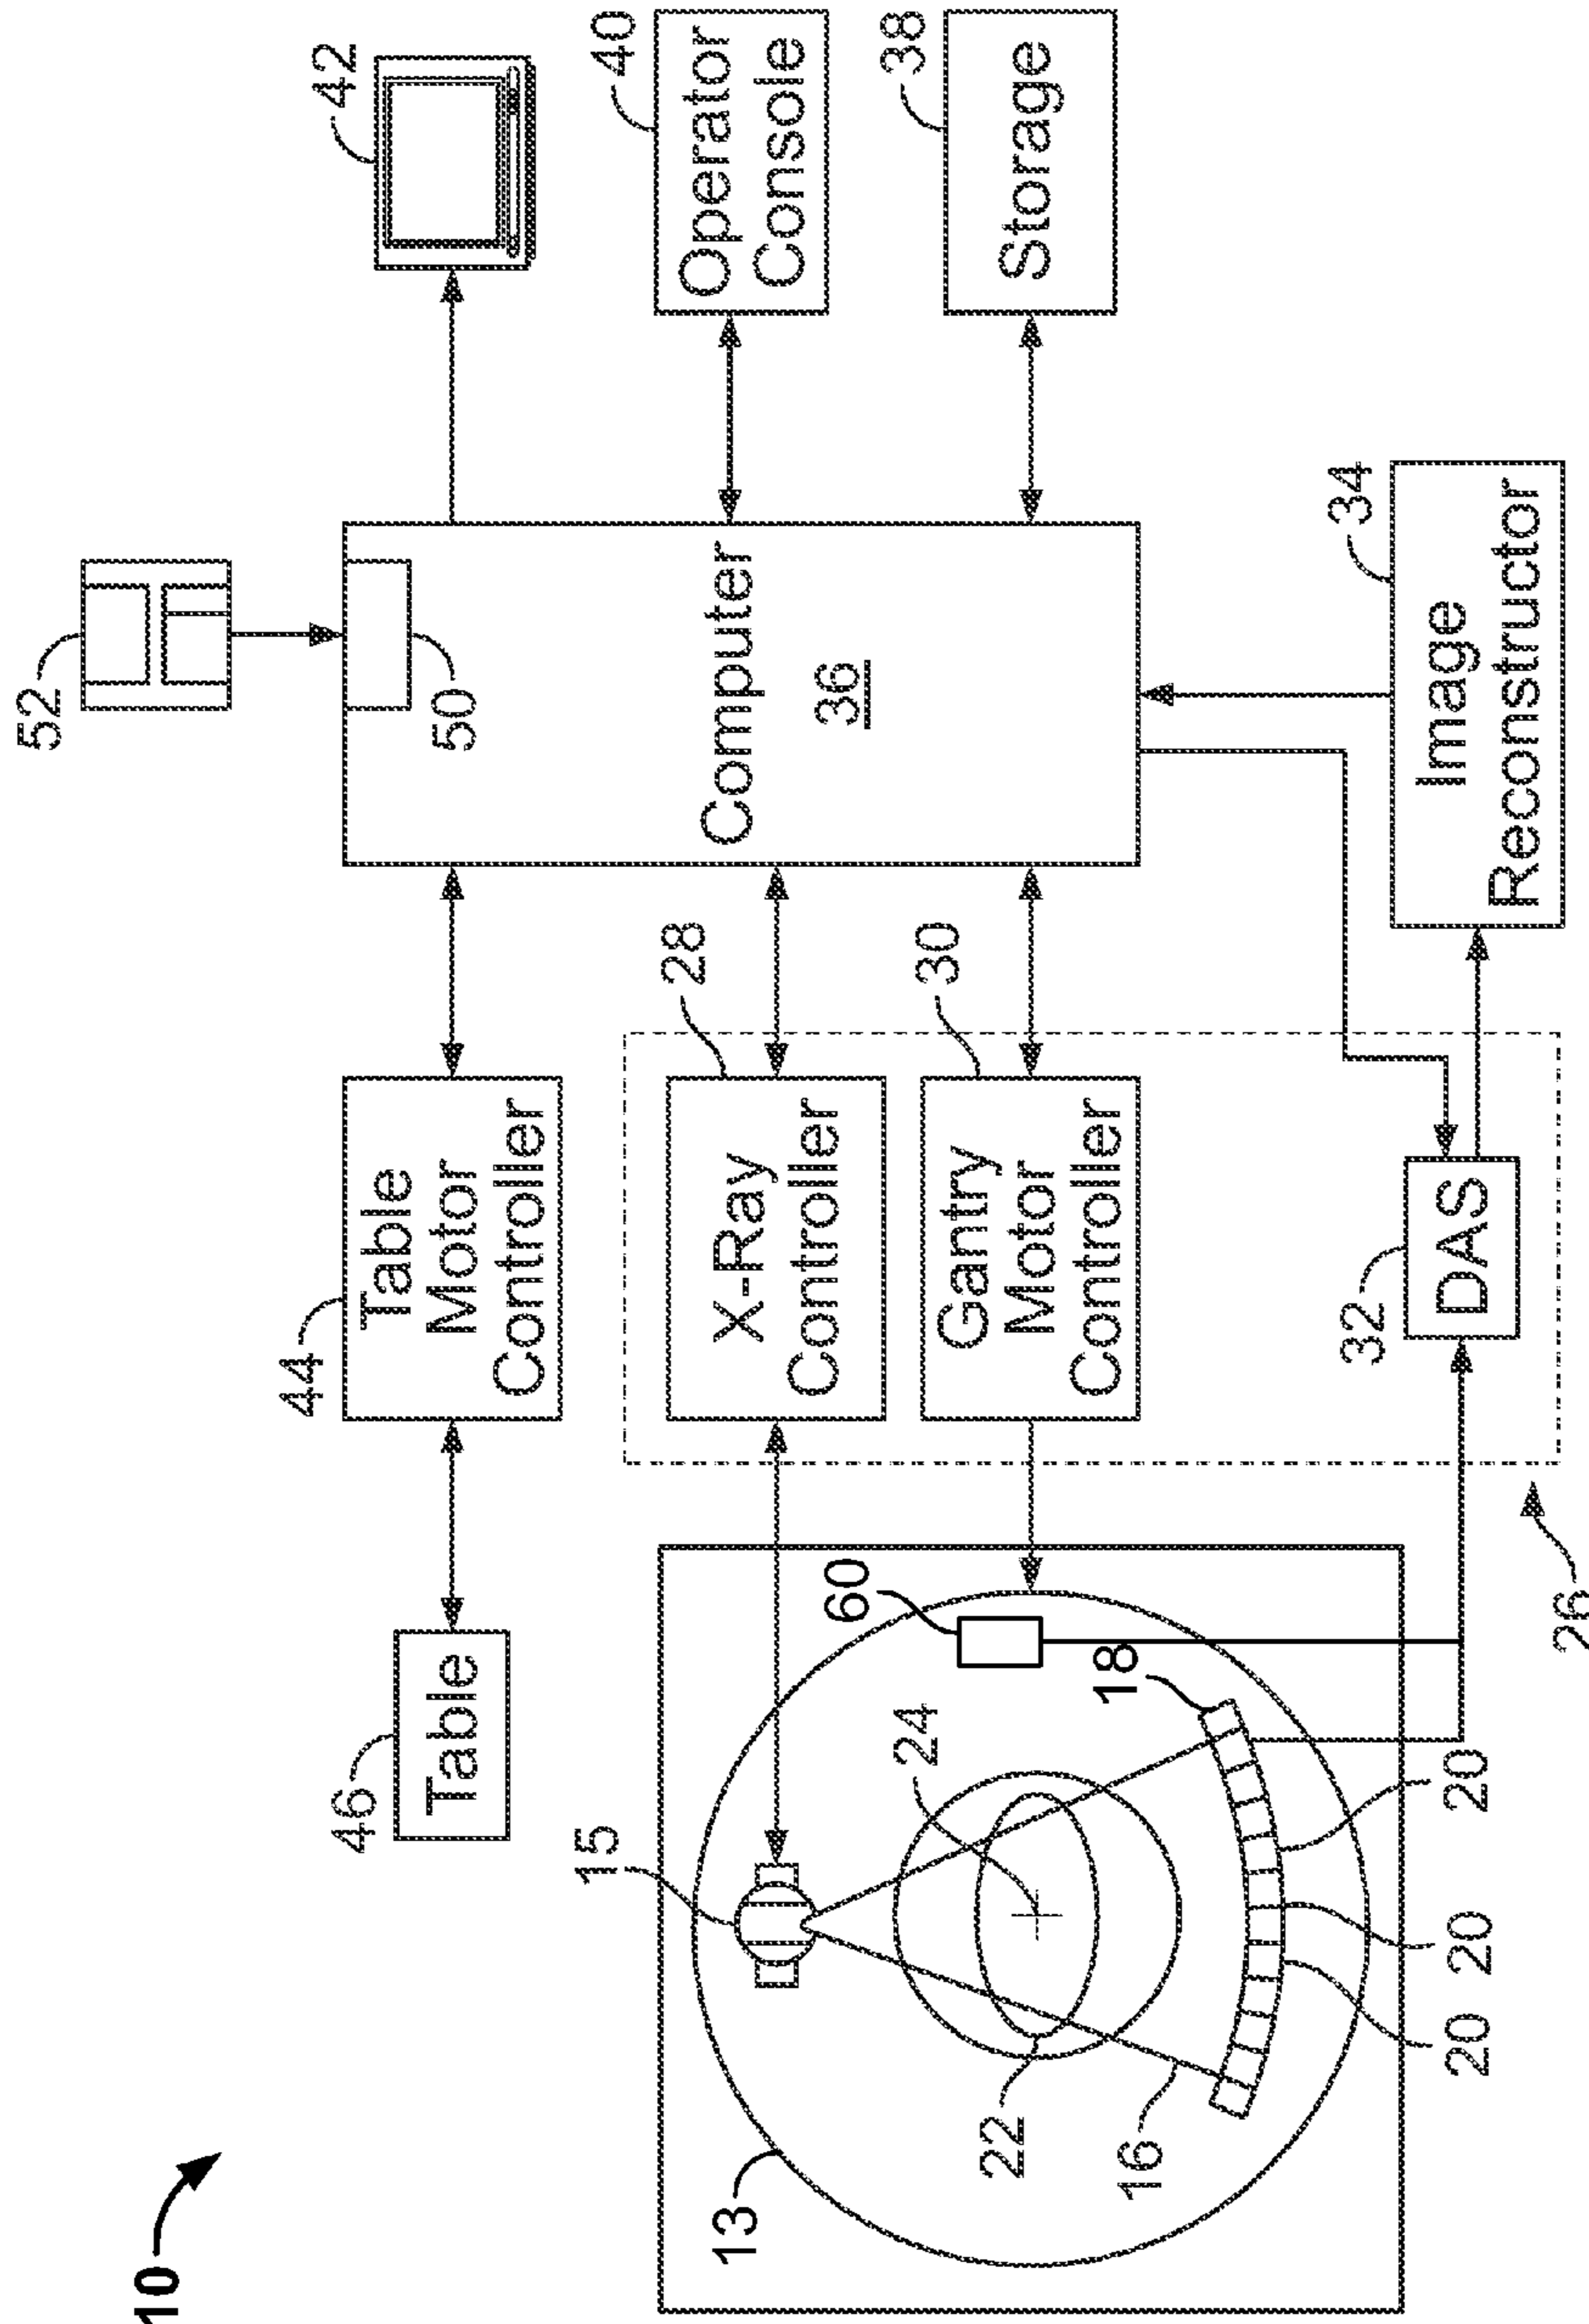 10
52
42
50
Computer
36
40
Operator
Console
38
Storage
34
Image
Reconstructor
44
Table
Motor
Controller
28
X-Ray
Controller
30
Gantry
Motor
Controller
32
DAS
26
46
Table
15
13
60
24
22
18
16
20
20
20